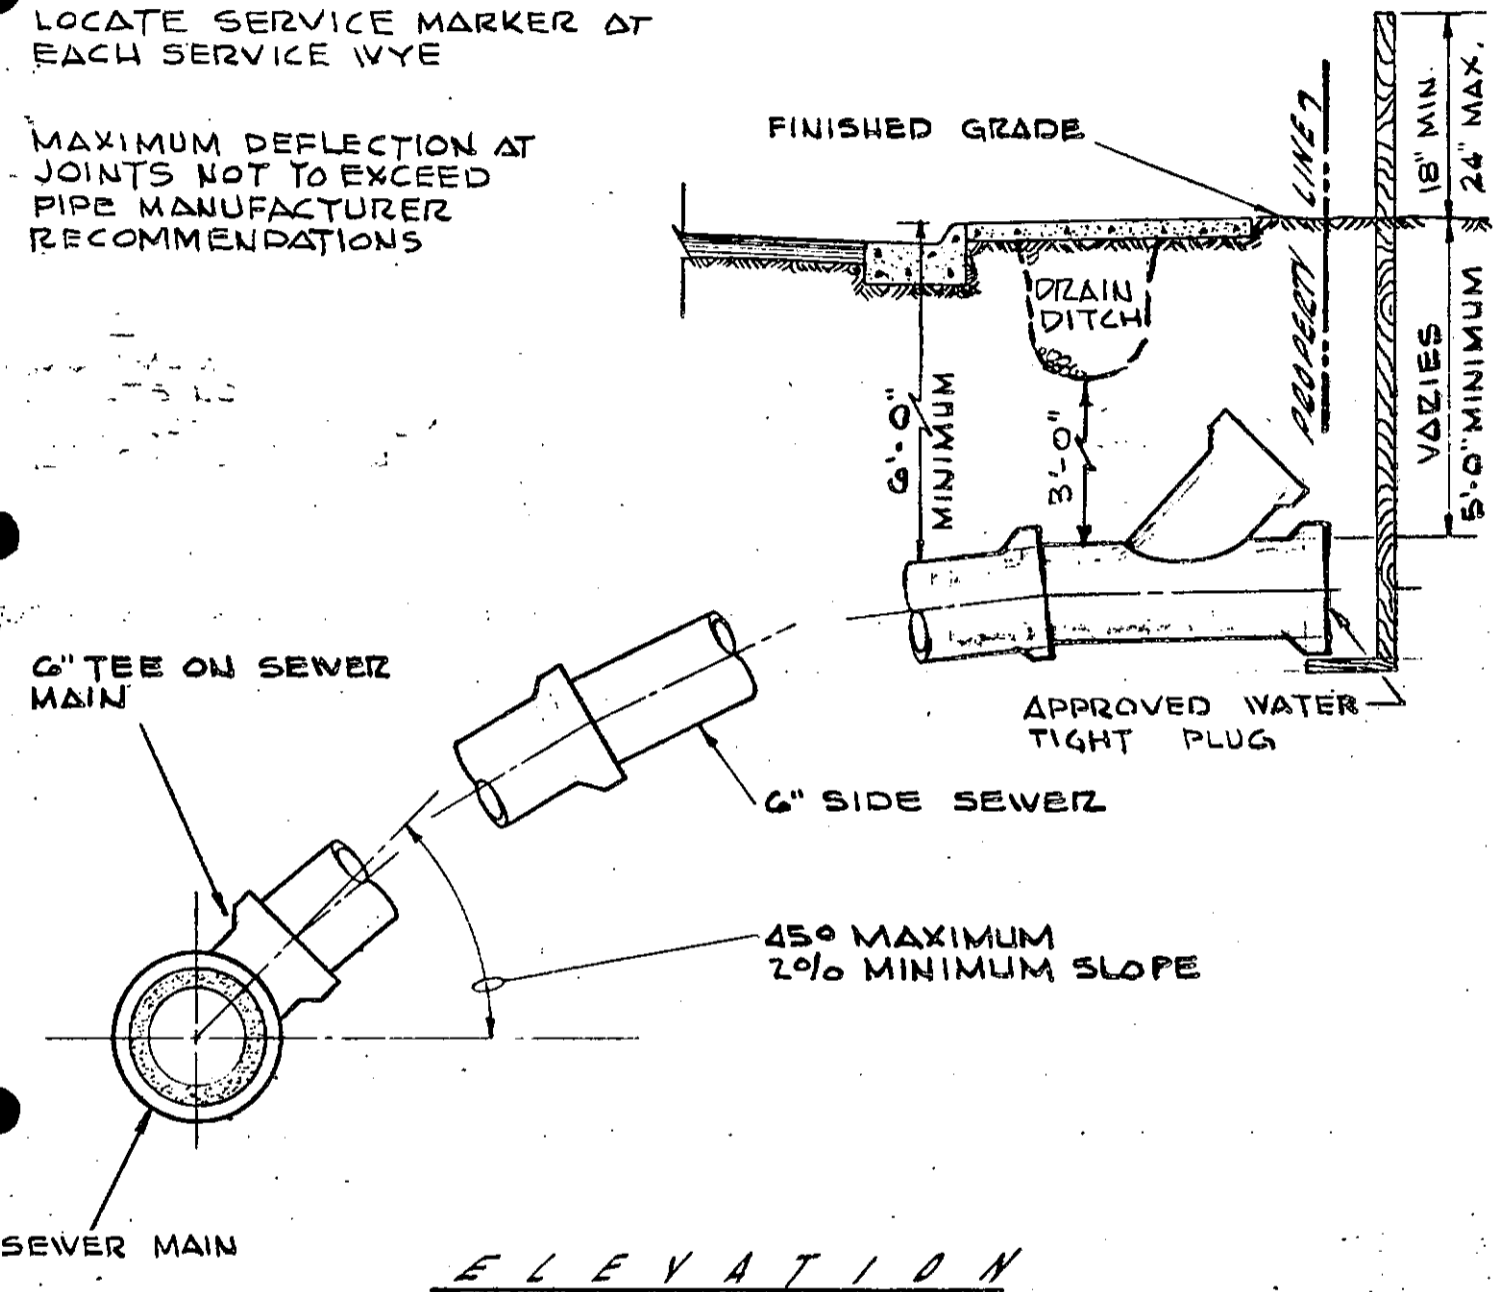 LOCATE SERVICE MARKER AT
EACH SERVICE WYE
MAXIMUM DEFLECTION AT
JOINTS NOT TO EXCEED
PIPE MANUFACTURER
RECOMMENDATIONS
FINISHED GRADE
PROPERTY LINE
18" MIN.
24" MAX.
DRAIN
DITCH
6'-0"
MINIMUM
3'-0"
VARIES
5'-0" MINIMUM
6" TEE ON SEWER
MAIN
APPROVED WATER
TIGHT PLUG
6" SIDE SEWER
45° MAXIMUM
2% MINIMUM SLOPE
SEWER MAIN
ELEVATION